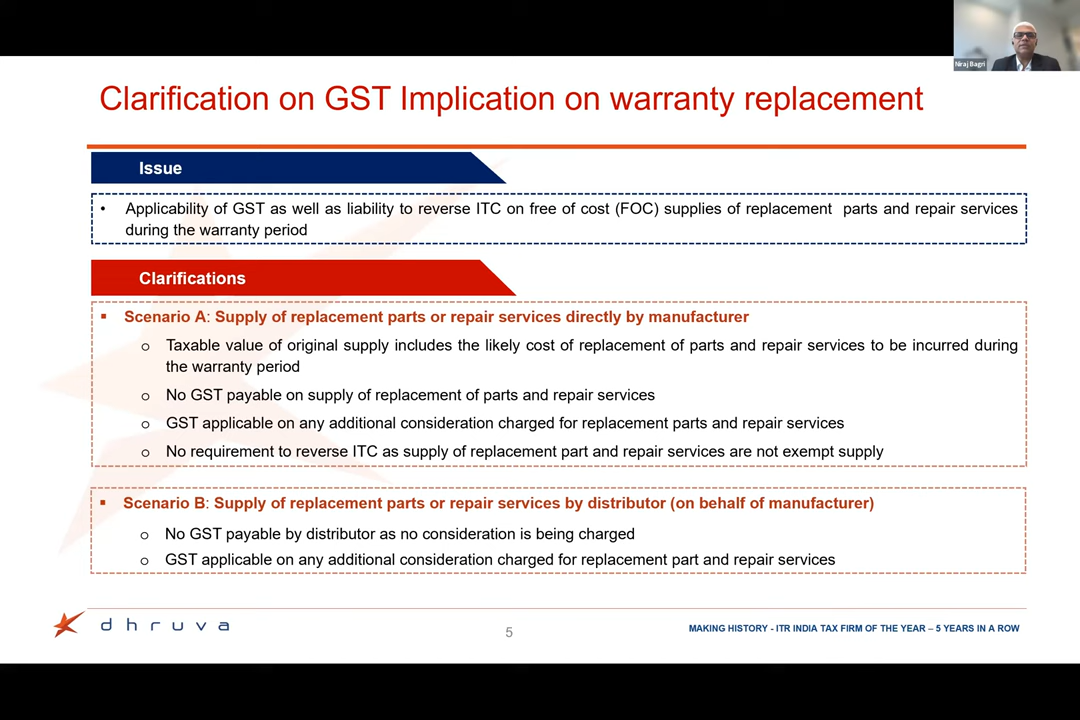 Niraj Bagri
Clarification on GST Implication on warranty replacement
Issue
• Applicability of GST as well as liability to reverse ITC on free of cost (FOC) supplies of replacement parts and repair services
during the warranty period
Clarifications
▪ Scenario A: Supply of replacement parts or repair services directly by manufacturer
o Taxable value of original supply includes the likely cost of replacement of parts and repair services to be incurred during
the warranty period
o No GST payable on supply of replacement of parts and repair services
o GST applicable on any additional consideration charged for replacement parts and repair services
o No requirement to reverse ITC as supply of replacement part and repair services are not exempt supply
▪ Scenario B: Supply of replacement parts or repair services by distributor (on behalf of manufacturer)
o No GST payable by distributor as no consideration is being charged
o GST applicable on any additional consideration charged for replacement part and repair services
dhruva
5
MAKING HISTORY - ITR INDIA TAX FIRM OF THE YEAR – 5 YEARS IN A ROW